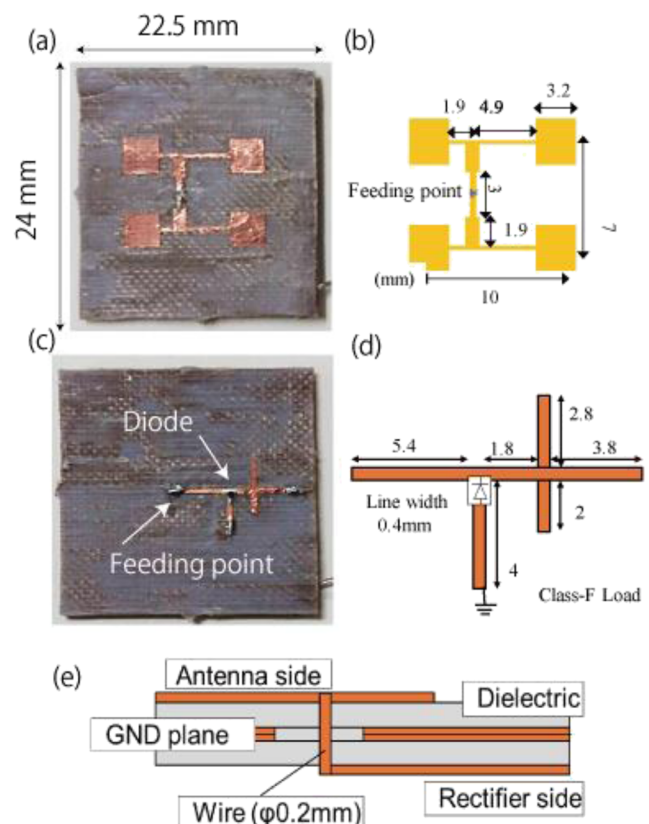 (a)
22.5 mm
24 mm
(b)
1.9
4.9
3.2
Feeding point
3
7
1.9
(mm)
10
(c)
Diode
Feeding point
(d)
2.8
5.4
1.8
3.8
Line width
0.4mm
2
4
Class-F Load
(e)
Antenna side
Dielectric
GND plane
Wire (φ0.2mm)
Rectifier side